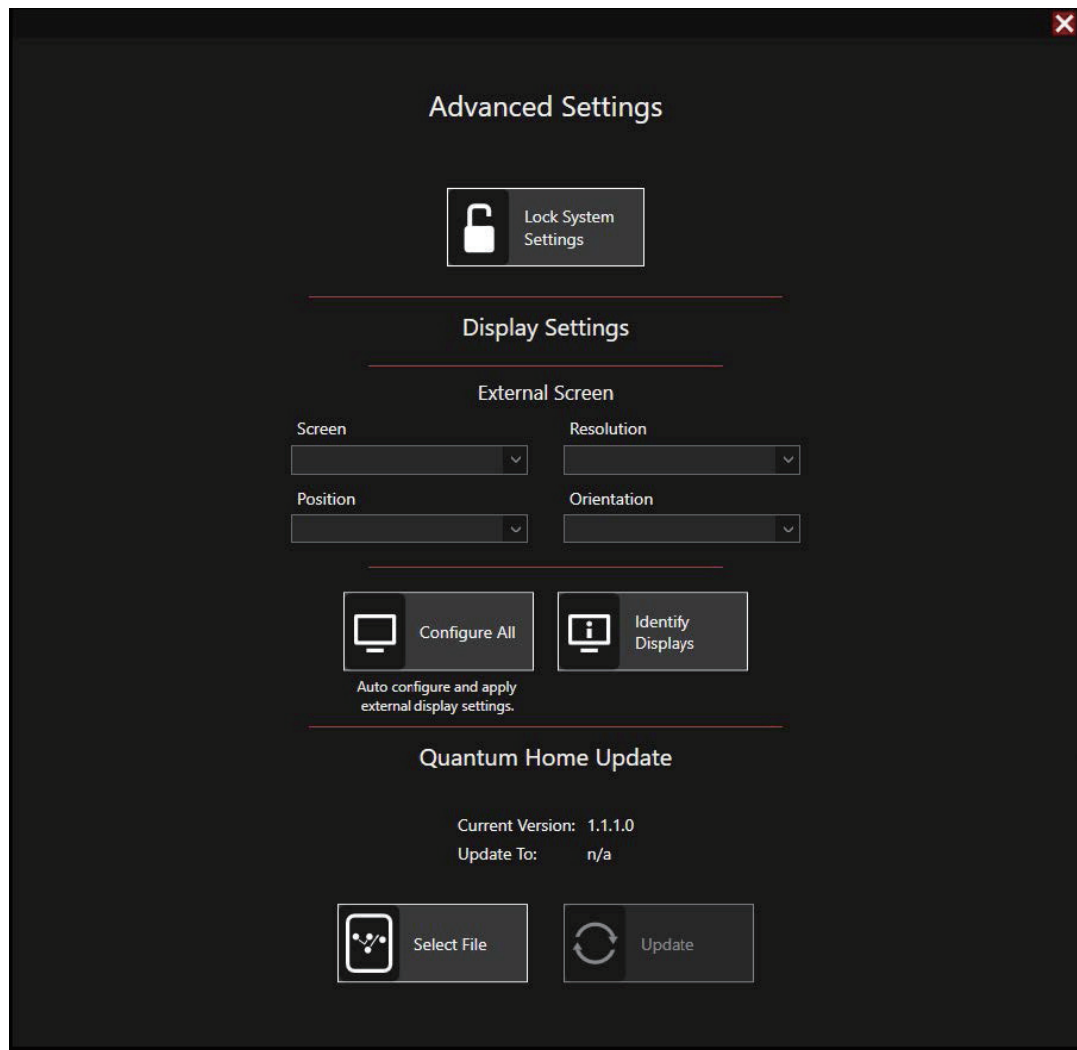 Advanced Settings
Lock System
Settings
Display Settings
External Screen
Screen
Resolution
Position
Orientation
Configure All
Identify
Displays
Auto configure and apply
external display settings.
Quantum Home Update
Current Version: 1.1.1.0
Update To: n/a
Select File
Update